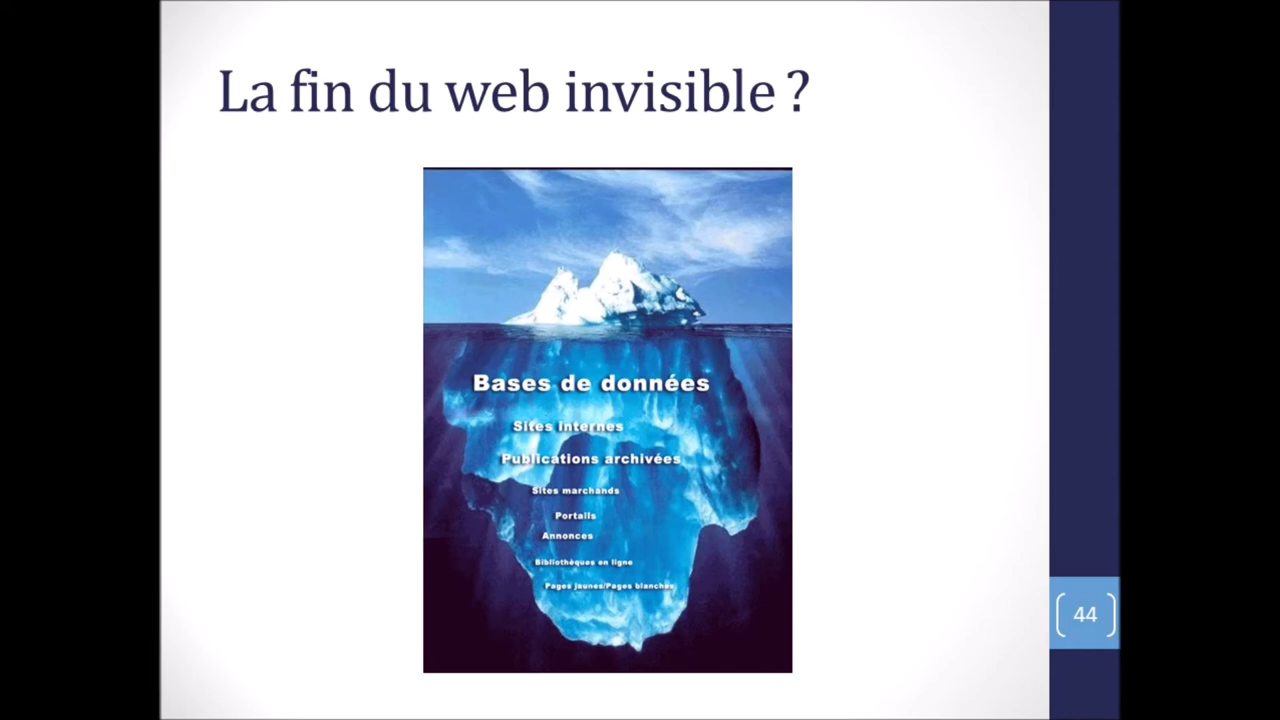 La fin du web invisible ?
Bases de données
Sites internes
Publications archivées
Sites marchands
Portails
Annonces
Bibliothèques en ligne
Pages jaunes/Pages blanches
44